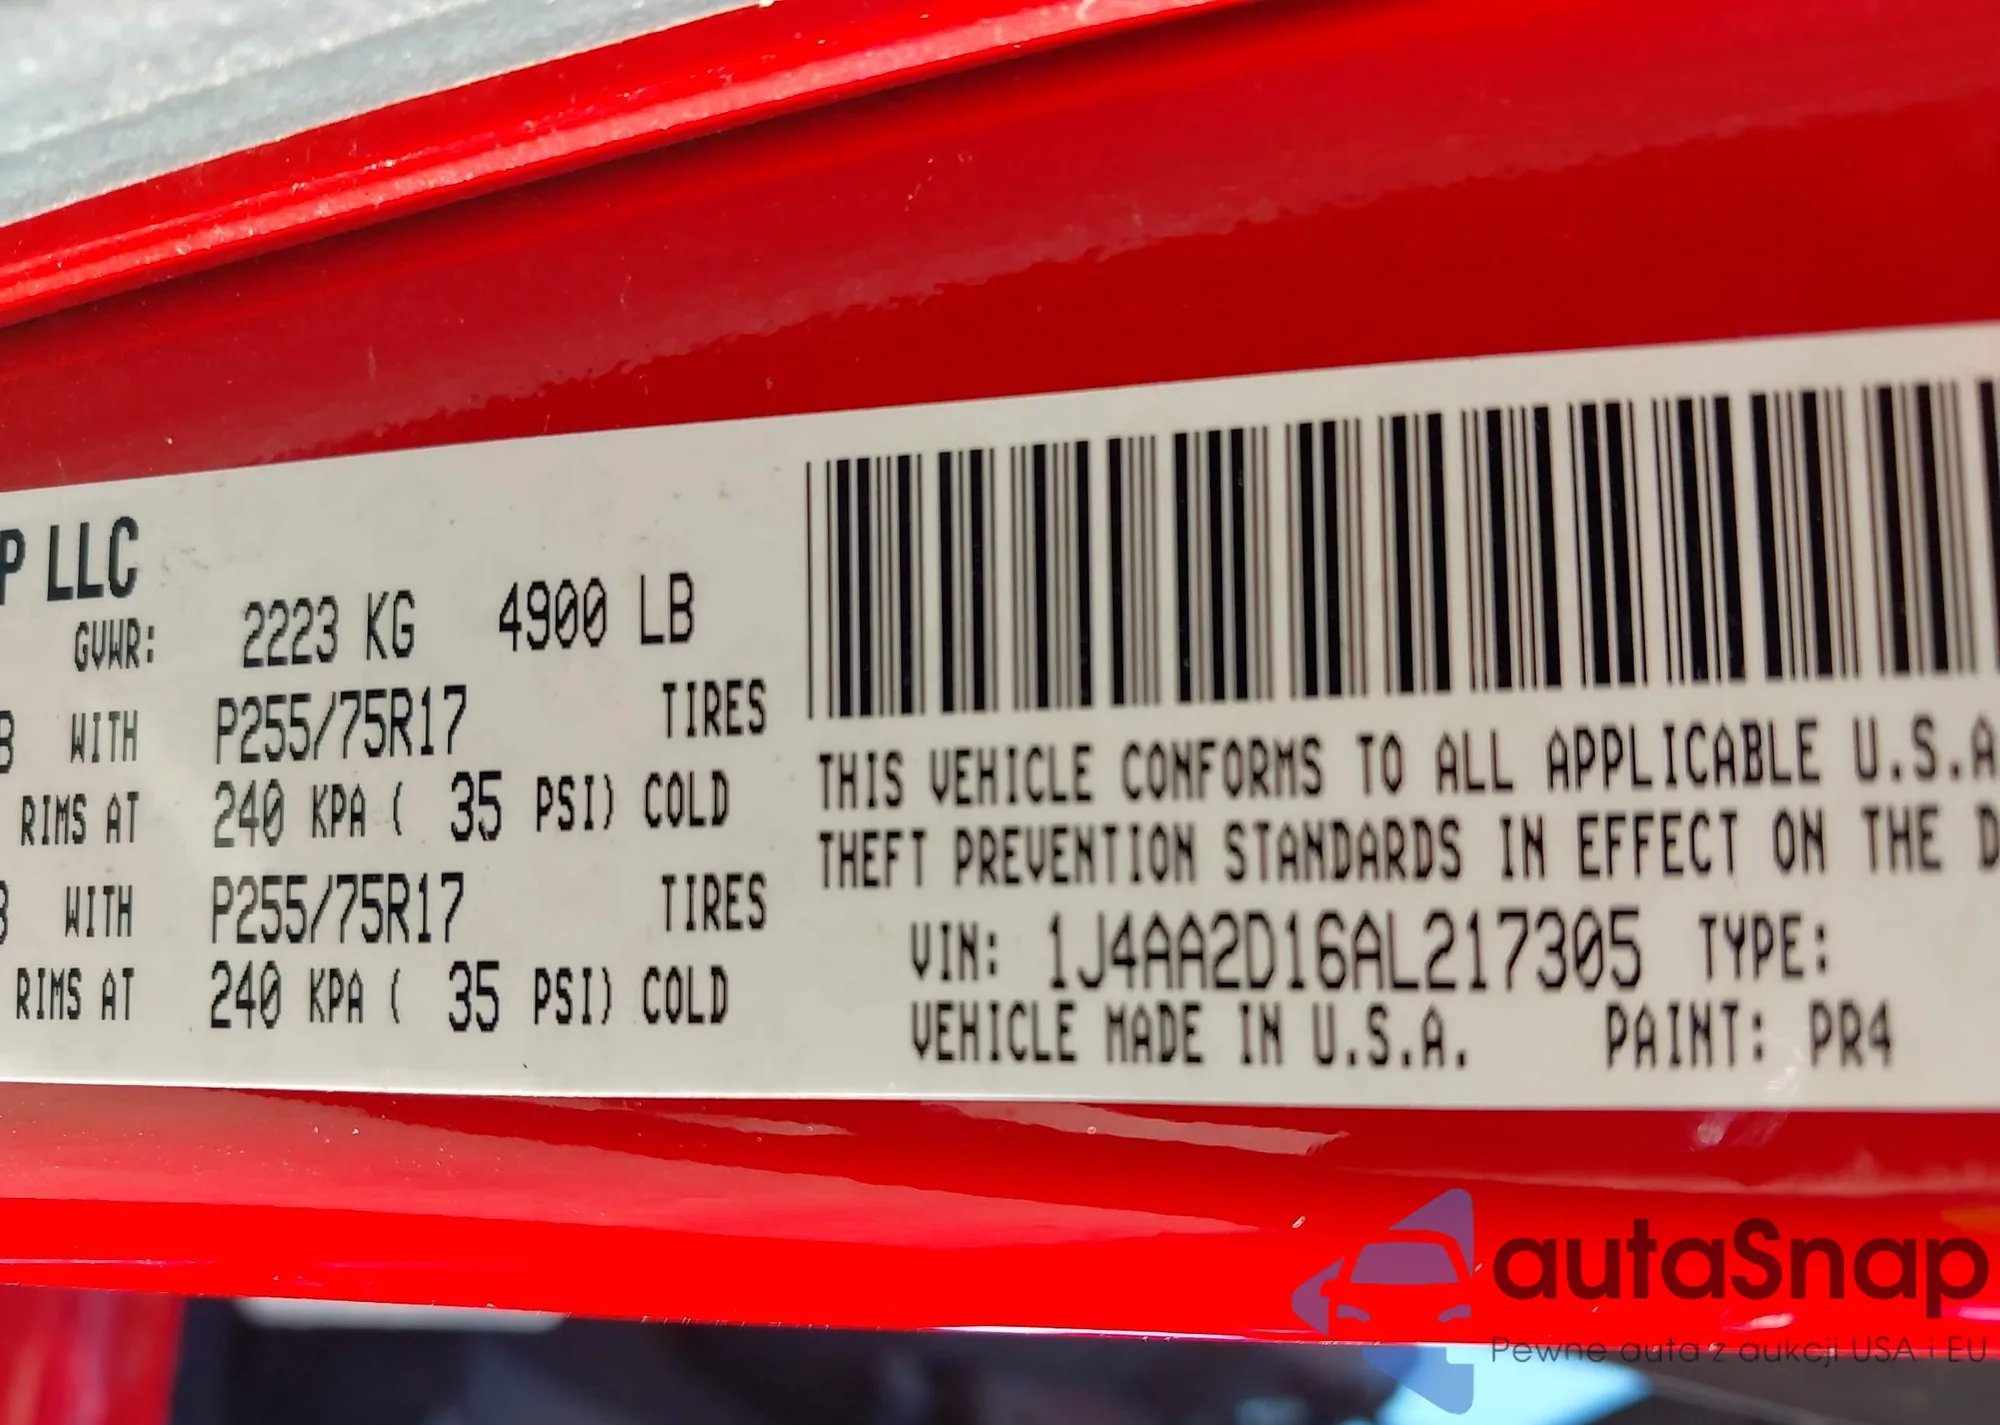 P LLC
GVWR: 2223 KG 4900 LB
B WITH P255/75R17 TIRES
RIMS AT 240 KPA ( 35 PSI) COLD
B WITH P255/75R17 TIRES
RIMS AT 240 KPA ( 35 PSI) COLD
THIS VEHICLE CONFORMS TO ALL APPLICABLE U.S.A
THEFT PREVENTION STANDARDS IN EFFECT ON THE D
VIN: 1J4AA2D16AL217305 TYPE:
VEHICLE MADE IN U.S.A. PAINT: PR4
autaSnap
Pewne auta z aukcji USA i EU